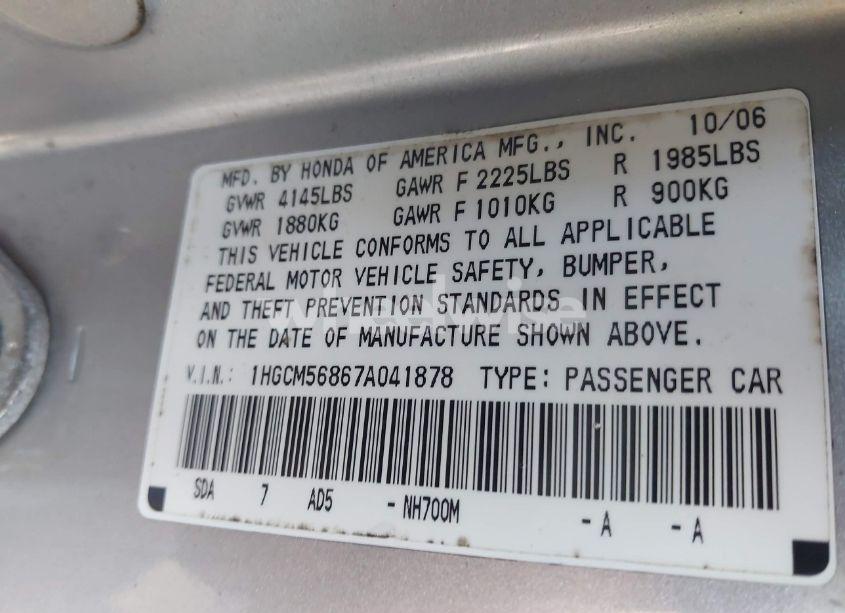 MFD. BY HONDA OF AMERICA MFG., INC. 10/06
GVWR 4145LBS GAWR F 2225LBS R 1985LBS
GVWR 1880KG GAWR F 1010KG R 900KG
THIS VEHICLE CONFORMS TO ALL APPLICABLE
FEDERAL MOTOR VEHICLE SAFETY, BUMPER,
AND THEFT PREVENTION STANDARDS IN EFFECT
ON THE DATE OF MANUFACTURE SHOWN ABOVE.
V.I.N.: 1HGCM56867A041878 TYPE: PASSENGER CAR
SDA 7 AD5 - NH700M - A - A